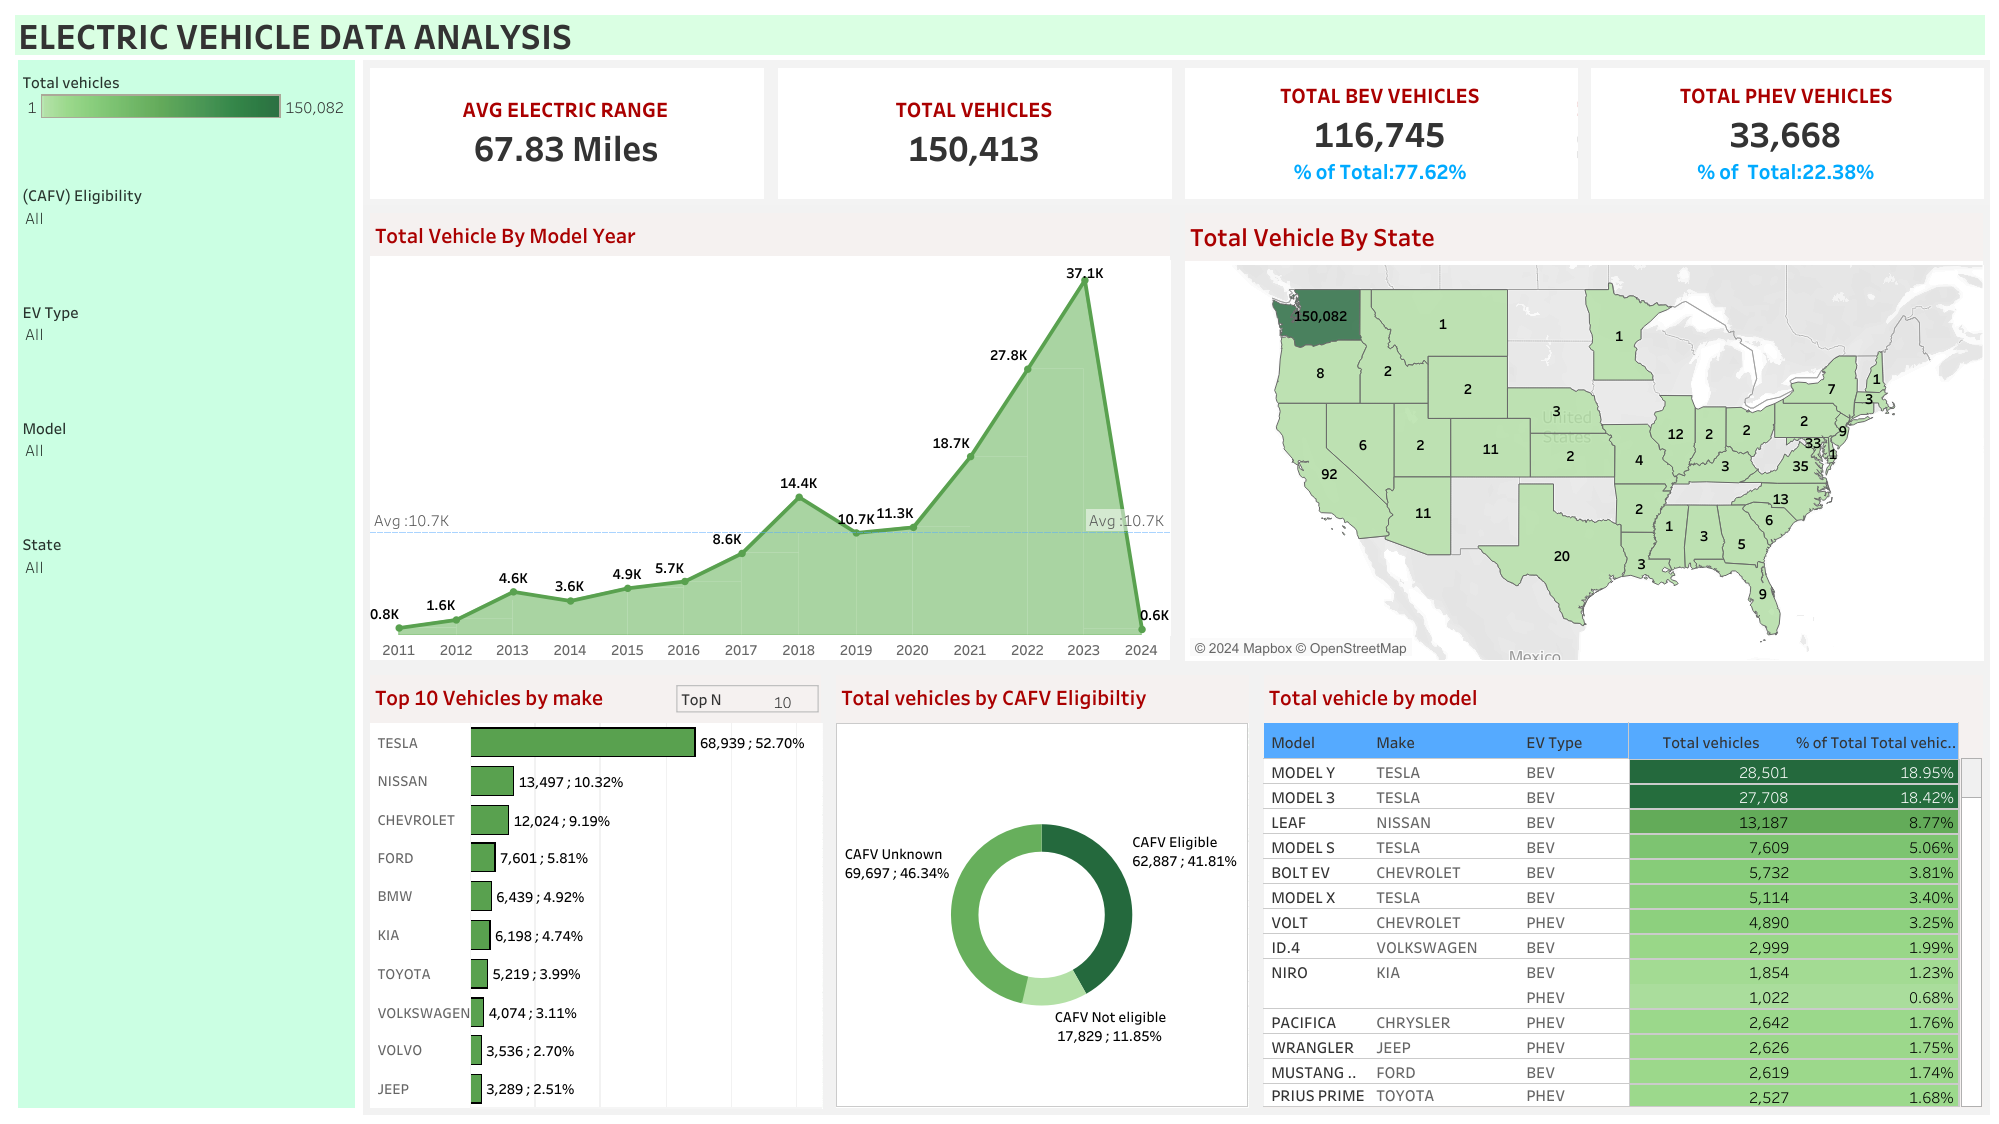 ELECTRIC VEHICLE DATA ANALYSIS
Total vehicles
1 150,082
(CAFV) Eligibility
All
EV Type
All
Model
All
State
All
AVG ELECTRIC RANGE
67.83 Miles
TOTAL VEHICLES
150,413
TOTAL BEV VEHICLES
116,745
% of Total:77.62%
TOTAL PHEV VEHICLES
33,668
% of Total:22.38%
Total Vehicle By Model Year
37.1K
27.8K
18.7K
14.4K
10.7K 11.3K
Avg :10.7K
Avg :10.7K
8.6K
5.7K
4.9K
4.6K
3.6K
1.6K
0.8K
0.6K
2011 2012 2013 2014 2015 2016 2017 2018 2019 2020 2021 2022 2023 2024
Total Vehicle By State
150,082
1
1
8
2
2
7
1
3
3
United
States
2
9
12
2
2
33
1
6
2
11
2
4
3
35
92
11
2
13
6
1
3
5
20
3
9
© 2024 Mapbox © OpenStreetMap
Mexico
Top 10 Vehicles by make
Top N 10
TESLA 68,939 ; 52.70%
NISSAN 13,497 ; 10.32%
CHEVROLET 12,024 ; 9.19%
FORD 7,601 ; 5.81%
BMW 6,439 ; 4.92%
KIA 6,198 ; 4.74%
TOYOTA 5,219 ; 3.99%
VOLKSWAGEN 4,074 ; 3.11%
VOLVO 3,536 ; 2.70%
JEEP 3,289 ; 2.51%
Total vehicles by CAFV Eligibiltiy
CAFV Unknown
69,697 ; 46.34%
CAFV Eligible
62,887 ; 41.81%
CAFV Not eligible
17,829 ; 11.85%
Total vehicle by model
Model Make EV Type Total vehicles % of Total Total vehic..
MODEL Y TESLA BEV 28,501 18.95%
MODEL 3 TESLA BEV 27,708 18.42%
LEAF NISSAN BEV 13,187 8.77%
MODEL S TESLA BEV 7,609 5.06%
BOLT EV CHEVROLET BEV 5,732 3.81%
MODEL X TESLA BEV 5,114 3.40%
VOLT CHEVROLET PHEV 4,890 3.25%
ID.4 VOLKSWAGEN BEV 2,999 1.99%
NIRO KIA BEV 1,854 1.23%
PHEV 1,022 0.68%
PACIFICA CHRYSLER PHEV 2,642 1.76%
WRANGLER JEEP PHEV 2,626 1.75%
MUSTANG .. FORD BEV 2,619 1.74%
PRIUS PRIME TOYOTA PHEV 2,527 1.68%